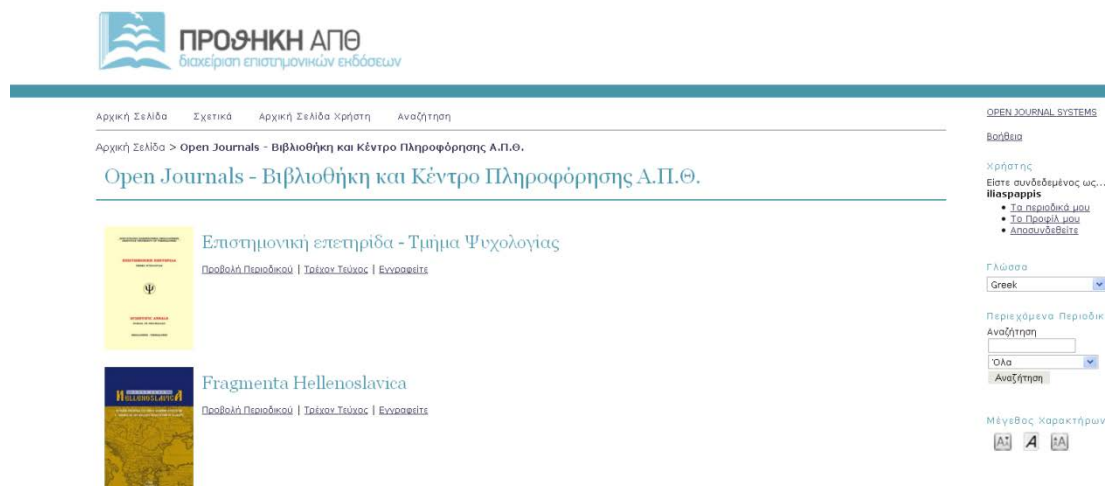 ΠΡΟϑΗΚΗ ΑΠΘ
διαχείριση επιστημονικών εκδόσεων
Αρχική Σελίδα Σχετικά Αρχική Σελίδα Χρήστη Αναζήτηση
Αρχική Σελίδα > Open Journals - Βιβλιοθήκη και Κέντρο Πληροφόρησης Α.Π.Θ.
Open Journals - Βιβλιοθήκη και Κέντρο Πληροφόρησης Α.Π.Θ.
Επιστημονική επετηρίδα - Τμήμα Ψυχολογίας
Προβολή Περιοδικού | Τρέχον Τεύχος | Εγγραφείτε
Ψ
Fragmenta Hellenoslavica
Προβολή Περιοδικού | Τρέχον Τεύχος | Εγγραφείτε
HELLENOSLAVICA
OPEN JOURNAL SYSTEMS
Βοήθεια
Χρήστης
Είστε συνδεδεμένος ως...
iliaspappis
Τα περιοδικά μου
Το Προφίλ μου
Αποσυνδεθείτε
Γλώσσα
Greek
Περιεχόμενα Περιοδικ
Αναζήτηση
Όλα
Αναζήτηση
Μέγεθος Χαρακτήρων